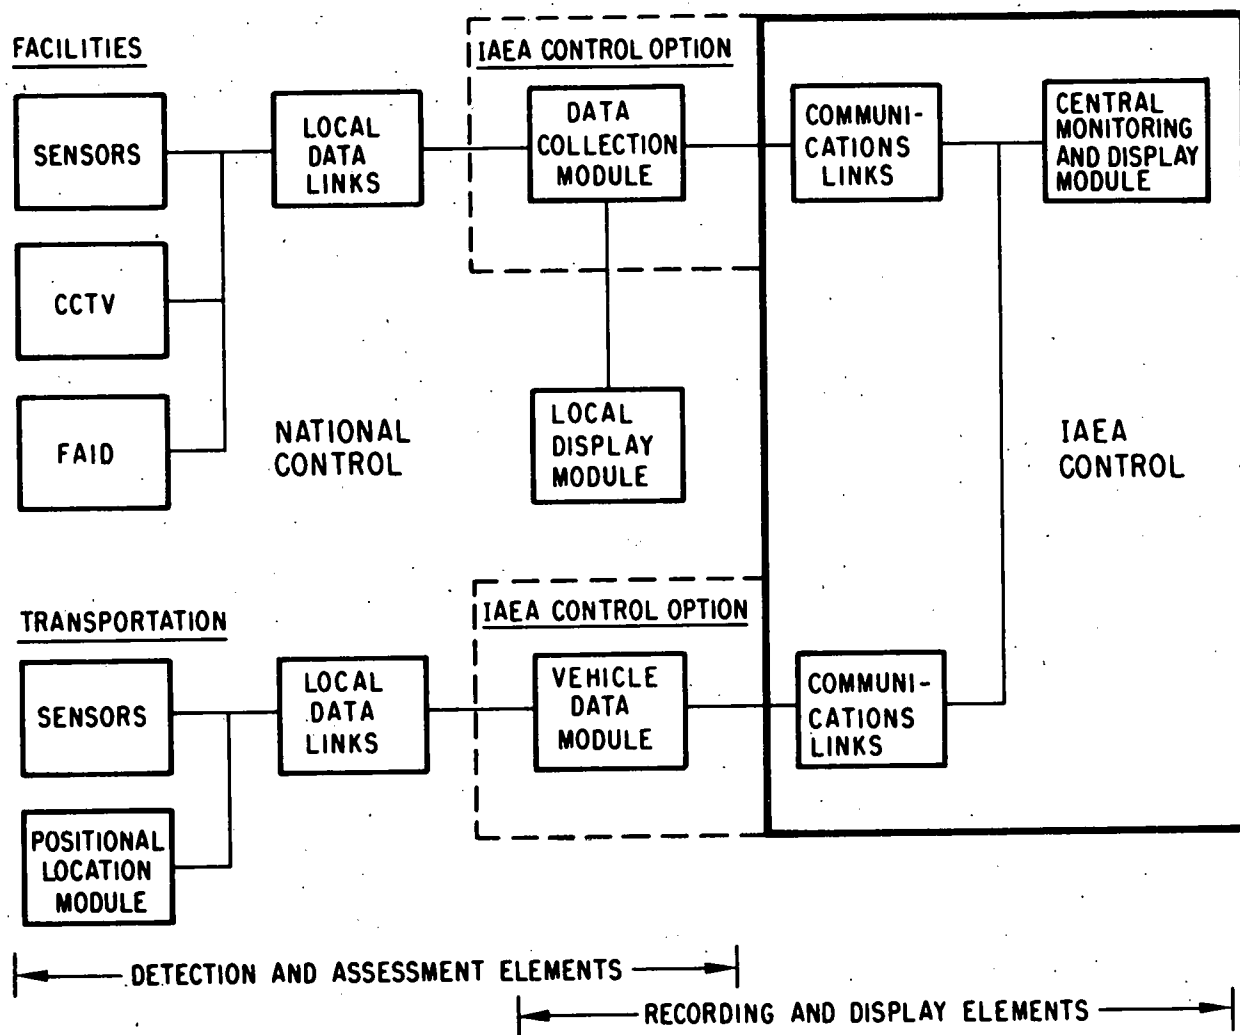 FACILITIES
IAEA CONTROL OPTION
SENSORS
LOCAL
DATA
LINKS
DATA
COLLECTION
MODULE
COMMUNI-
CATIONS
LINKS
CENTRAL
MONITORING
AND DISPLAY
MODULE
CCTV
FAID
NATIONAL
CONTROL
LOCAL
DISPLAY
MODULE
IAEA
CONTROL
TRANSPORTATION
IAEA CONTROL OPTION
SENSORS
LOCAL
DATA
LINKS
VEHICLE
DATA
MODULE
COMMUNI-
CATIONS
LINKS
POSITIONAL
LOCATION
MODULE
DETECTION AND ASSESSMENT ELEMENTS
RECORDING AND DISPLAY ELEMENTS